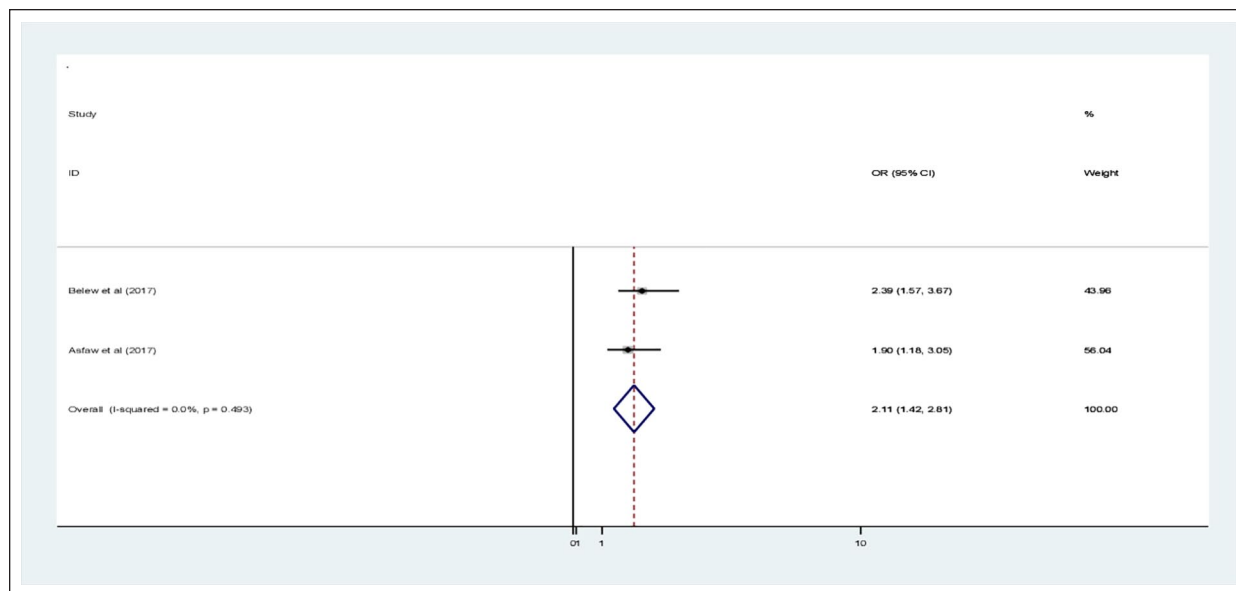 Study %
ID OR (95% CI) Weight
Belew et al (2017) 2.39 (1.57, 3.67) 43.96
Asfaw et al (2017) 1.90 (1.18, 3.05) 56.04
Overall (I-squared = 0.0%, p = 0.493) 2.11 (1.42, 2.81) 100.00
01 1 10